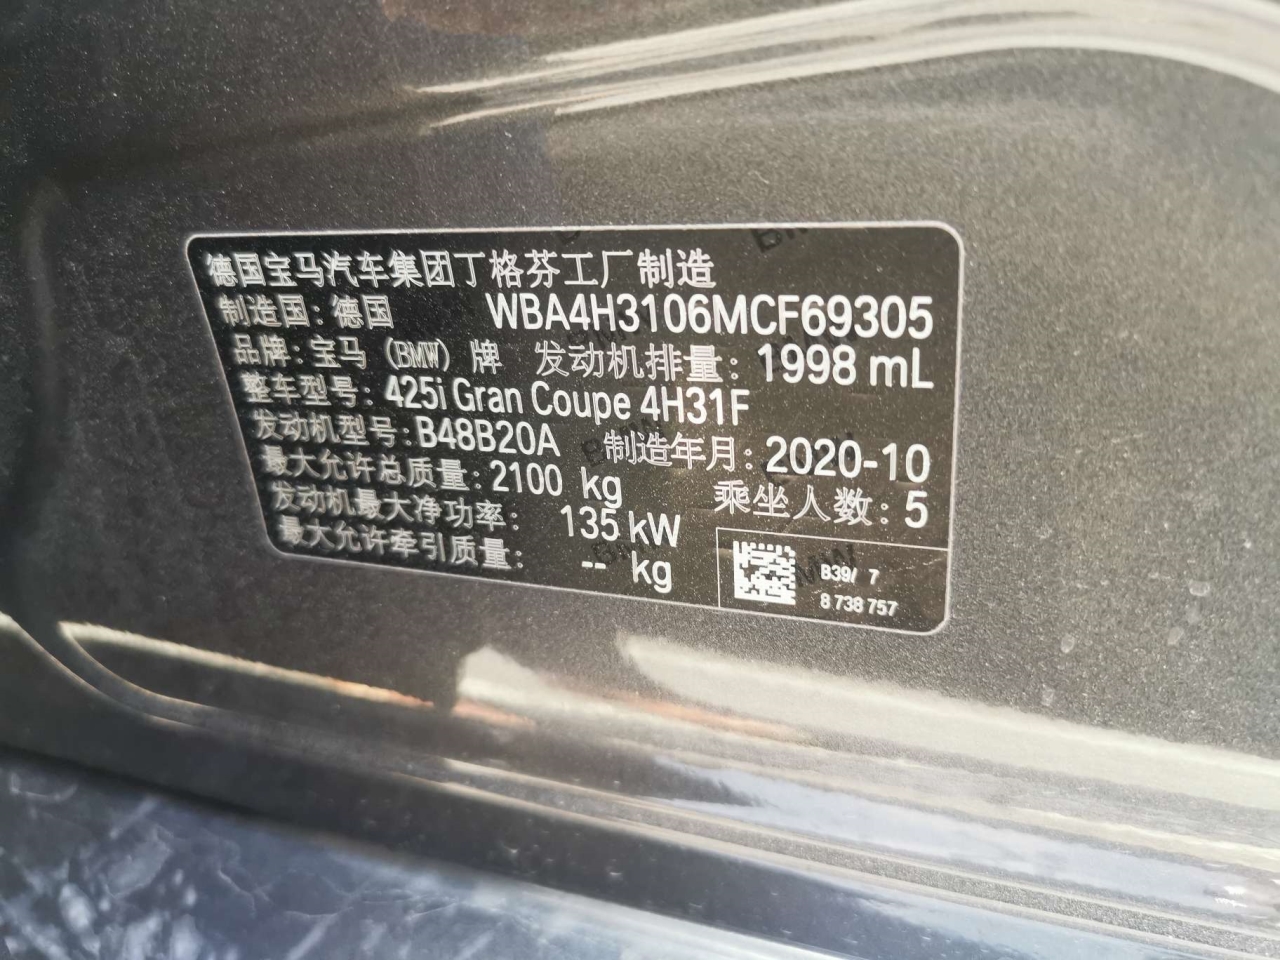 德国宝马汽车集团丁格芬工厂制造
制造国：德国 WBA4H3106MCF69305
品牌：宝马（BMW）牌 发动机排量：1998 mL
整车型号：425i Gran Coupe 4H31F
发动机型号：B48B20A 制造年月：2020-10
最大允许总质量：2100 kg 乘坐人数：5
发动机最大净功率： 135 kW
最大允许牵引质量： -- kg
B39/ 7
8 738 757